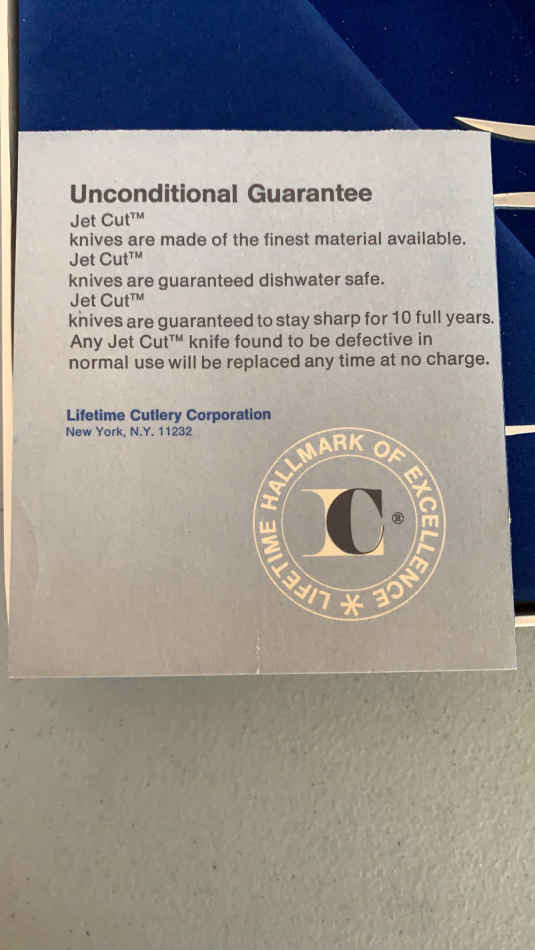 Unconditional Guarantee
Jet Cut™
knives are made of the finest material available.
Jet Cut™
knives are guaranteed dishwater safe.
Jet Cut™
knives are guaranteed to stay sharp for 10 full years.
Any Jet Cut™ knife found to be defective in
normal use will be replaced any time at no charge.
Lifetime Cutlery Corporation
New York, N.Y. 11232
LIFETIME HALLMARK OF EXCELLENCE *
LC ®